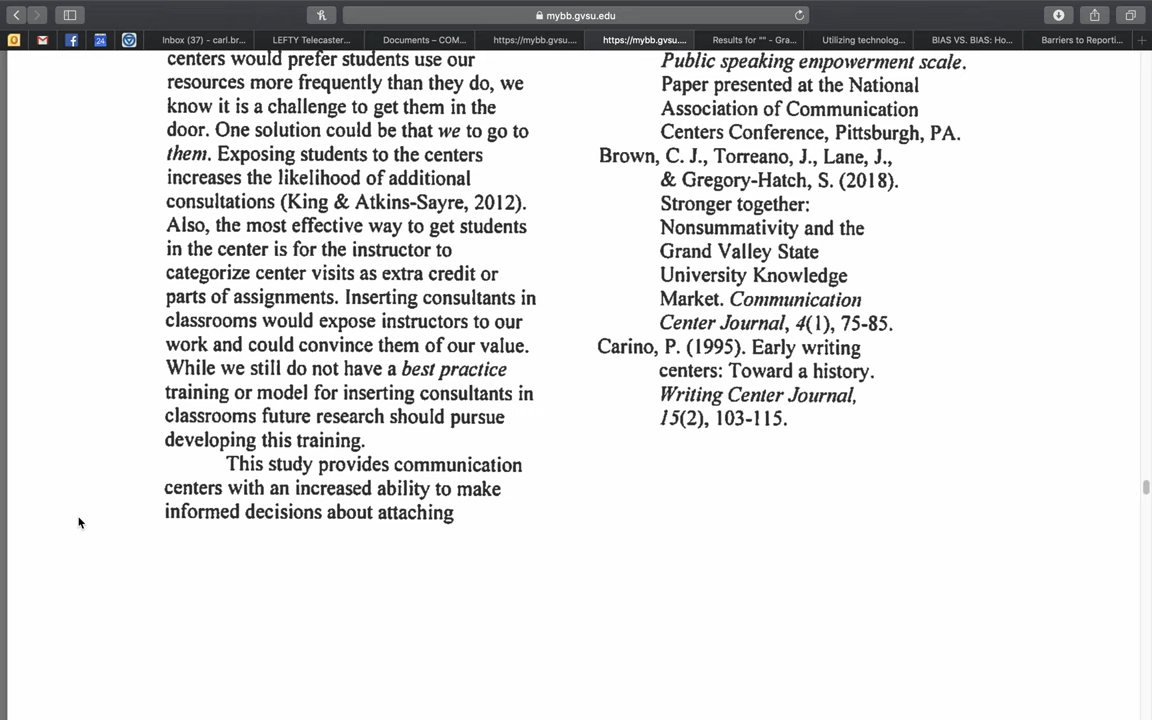 mybb.gvsu.edu
24
Inbox (37) - carl.br...
LEFTY Telecaster...
Documents – COM...
https://mybb.gvsu....
https://mybb.gvsu....
Results for "" - Gra...
Utilizing technolog...
BIAS VS. BIAS: Ho...
Barriers to Reporti...
centers would prefer students use our
resources more frequently than they do, we
know it is a challenge to get them in the
door. One solution could be that we to go to
them. Exposing students to the centers
increases the likelihood of additional
consultations (King & Atkins-Sayre, 2012).
Also, the most effective way to get students
in the center is for the instructor to
categorize center visits as extra credit or
parts of assignments. Inserting consultants in
classrooms would expose instructors to our
work and could convince them of our value.
While we still do not have a best practice
training or model for inserting consultants in
classrooms future research should pursue
developing this training.
This study provides communication
centers with an increased ability to make
informed decisions about attaching
Public speaking empowerment scale.
Paper presented at the National
Association of Communication
Centers Conference, Pittsburgh, PA.
Brown, C. J., Torreano, J., Lane, J.,
& Gregory-Hatch, S. (2018).
Stronger together:
Nonsummativity and the
Grand Valley State
University Knowledge
Market. Communication
Center Journal, 4(1), 75-85.
Carino, P. (1995). Early writing
centers: Toward a history.
Writing Center Journal,
15(2), 103-115.